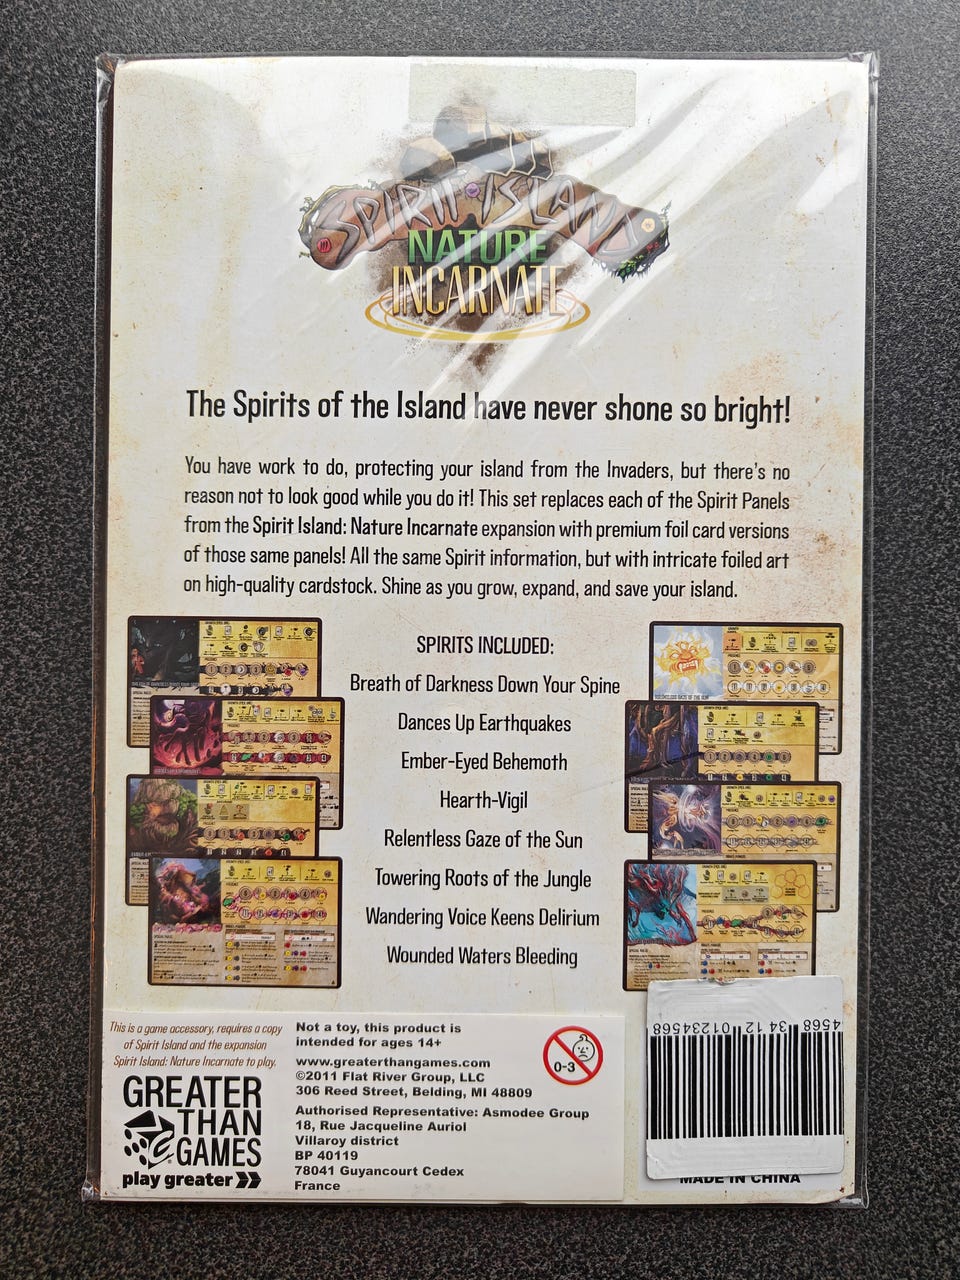 SPIRIT ISLAND
NATURE
INCARNATE
The Spirits of the Island have never shone so bright!
You have work to do, protecting your island from the Invaders, but there's no
reason not to look good while you do it! This set replaces each of the Spirit Panels
from the Spirit Island: Nature Incarnate expansion with premium foil card versions
of those same panels! All the same Spirit information, but with intricate foiled art
on high-quality cardstock. Shine as you grow, expand, and save your island.
SPIRITS INCLUDED:
Breath of Darkness Down Your Spine
Dances Up Earthquakes
Ember-Eyed Behemoth
Hearth-Vigil
Relentless Gaze of the Sun
Towering Roots of the Jungle
Wandering Voice Keens Delirium
Wounded Waters Bleeding
This is a game accessory, requires a copy
of Spirit Island and the expansion
Spirit Island: Nature Incarnate to play.
GREATER
THAN
GAMES
play greater
Not a toy, this product is
intended for ages 14+
www.greaterthangames.com
©2011 Flat River Group, LLC
306 Reed Street, Belding, MI 48809
Authorised Representative: Asmodee Group
18, Rue Jacqueline Auriol
Villaroy district
BP 40119
78041 Guyancourt Cedex
France
0-3
4568 34 12 01234568
MADE IN CHINA